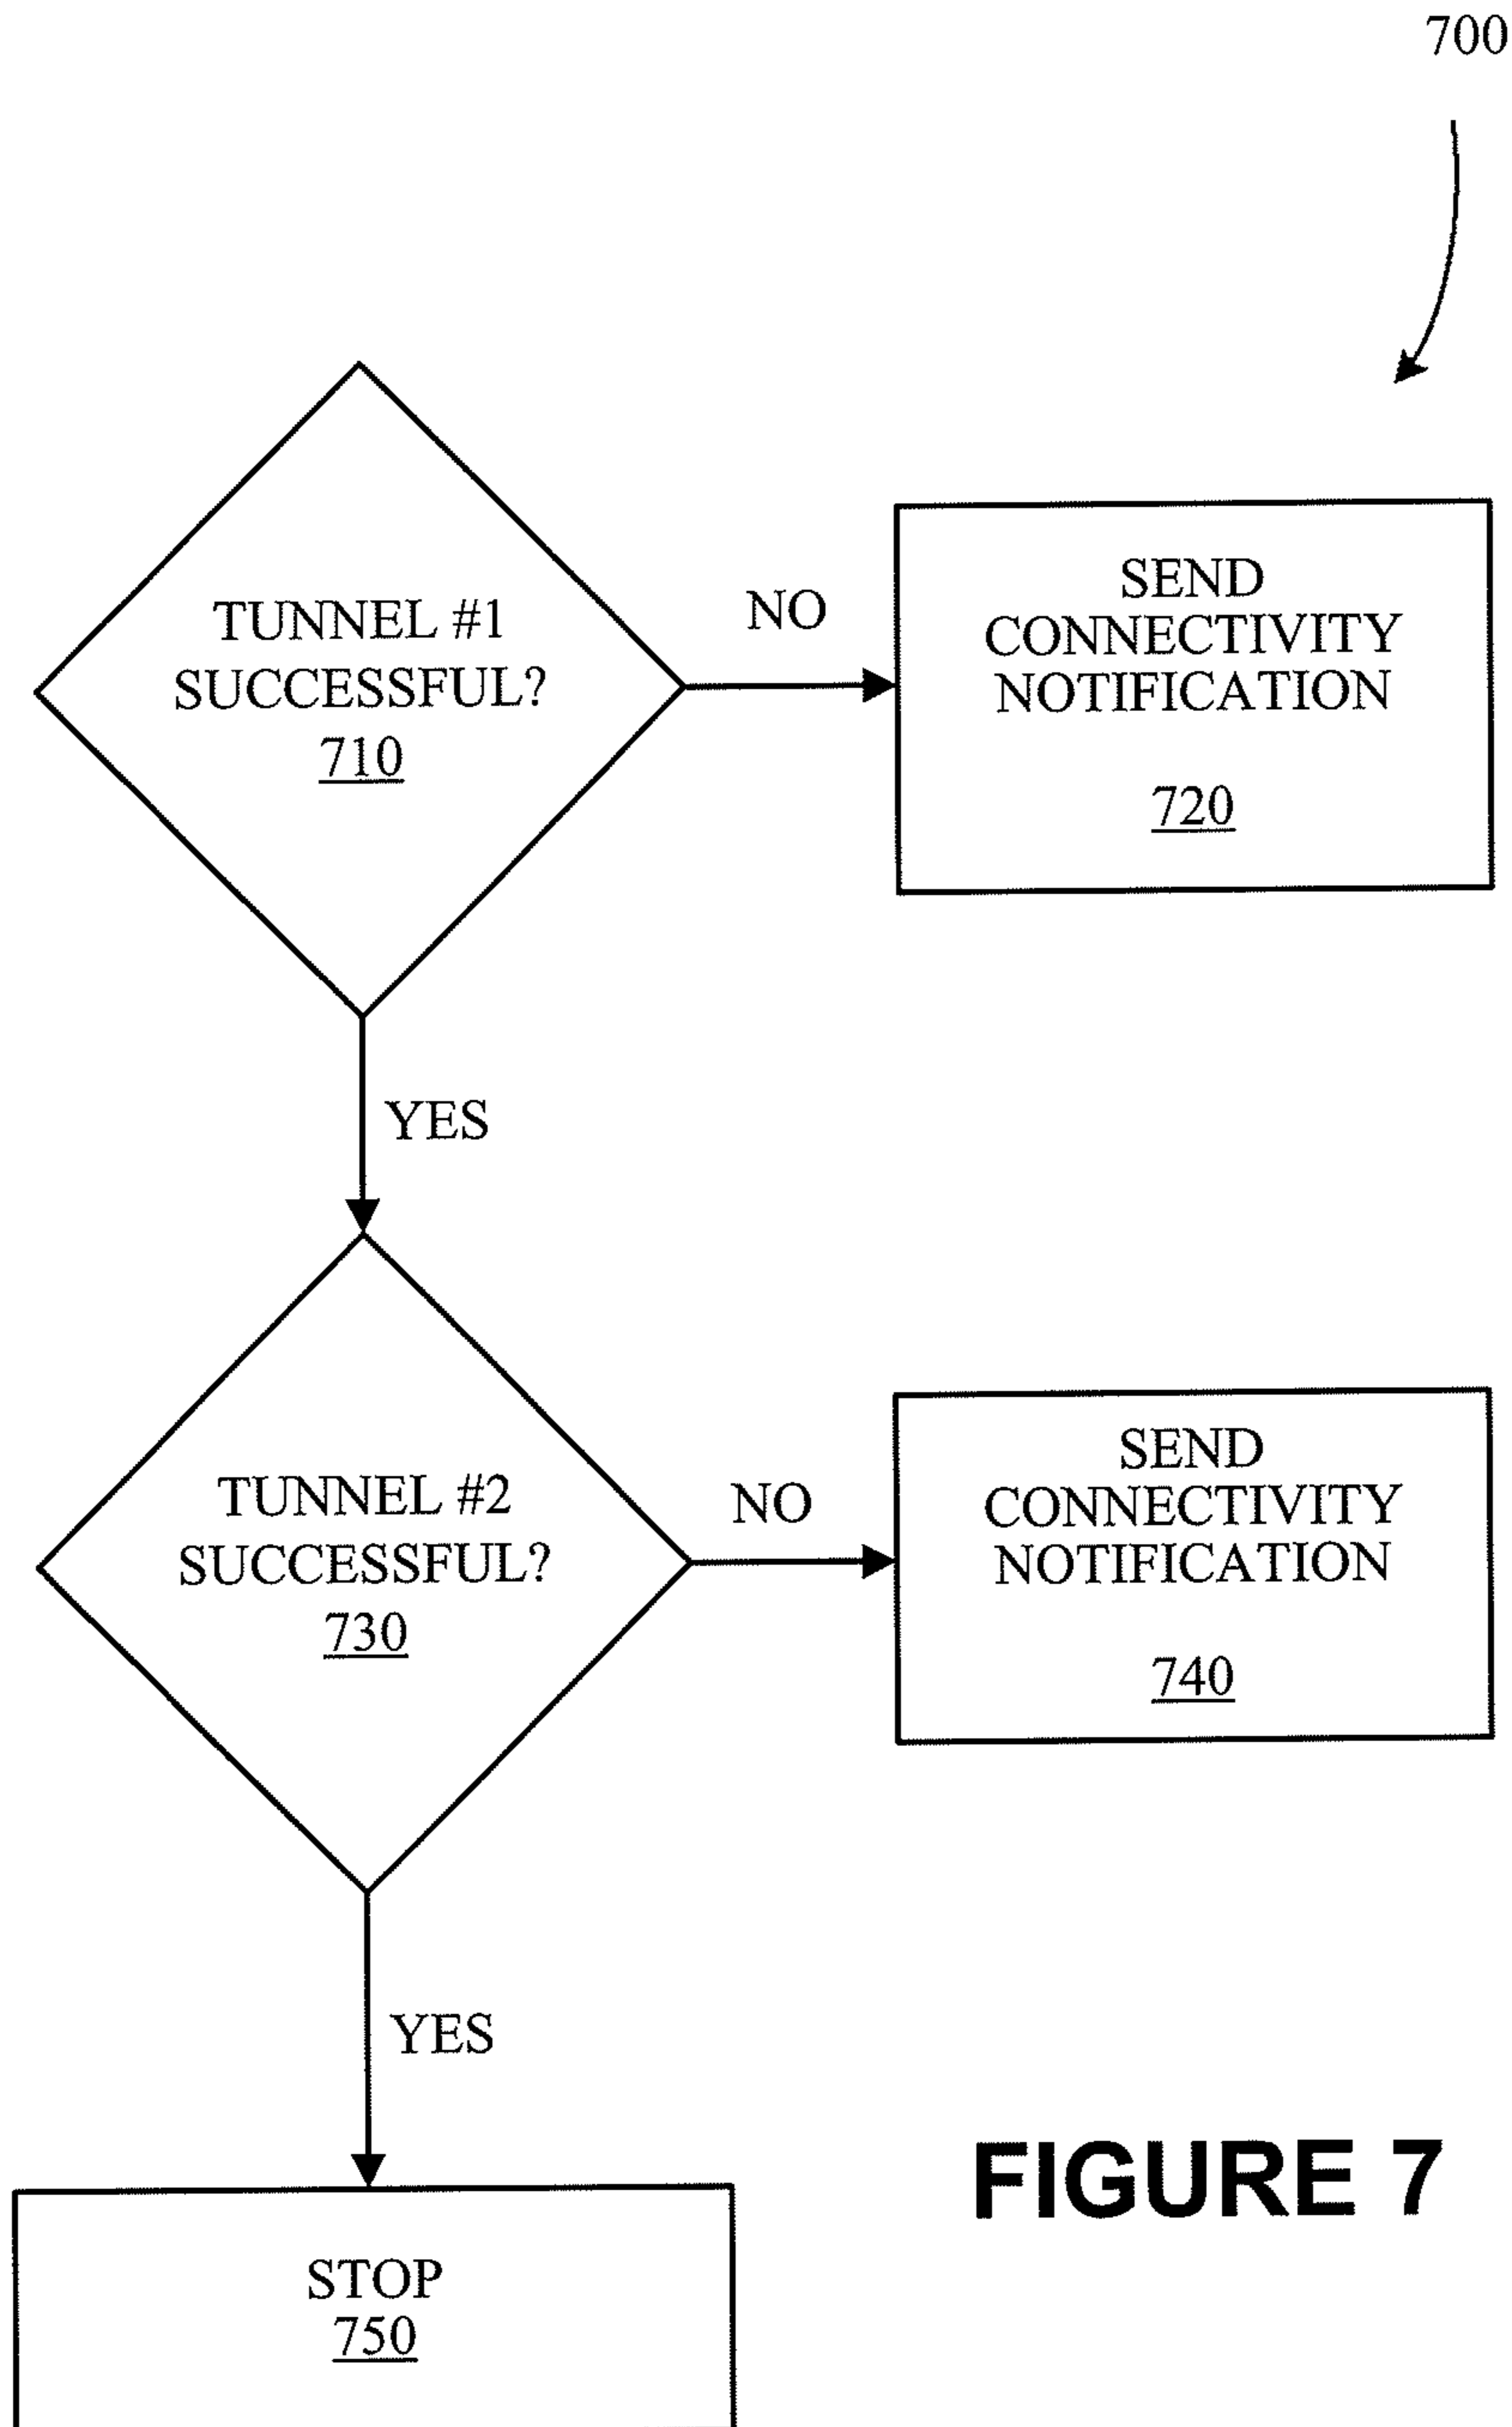 700
TUNNEL #1
SUCCESSFUL?
710
NO
SEND
CONNECTIVITY
NOTIFICATION
720
YES
TUNNEL #2
SUCCESSFUL?
730
NO
SEND
CONNECTIVITY
NOTIFICATION
740
YES
STOP
750
FIGURE 7